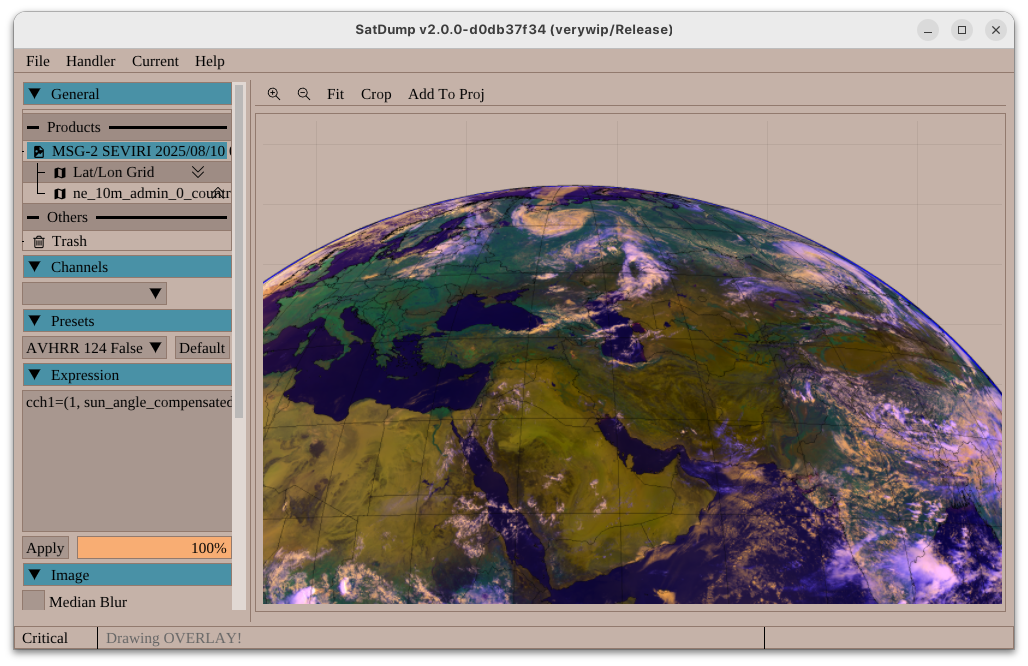 SatDump v2.0.0-d0db37f34 (verywip/Release)
File Handler Current Help
General
Fit Crop Add To Proj
Products
MSG-2 SEVIRI 2025/08/10
Lat/Lon Grid
ne_10m_admin_0_countr
Others
Trash
Channels
Presets
AVHRR 124 False Default
Expression
cch1=(1, sun_angle_compensated
Apply 100%
Image
Median Blur
Critical Drawing OVERLAY!